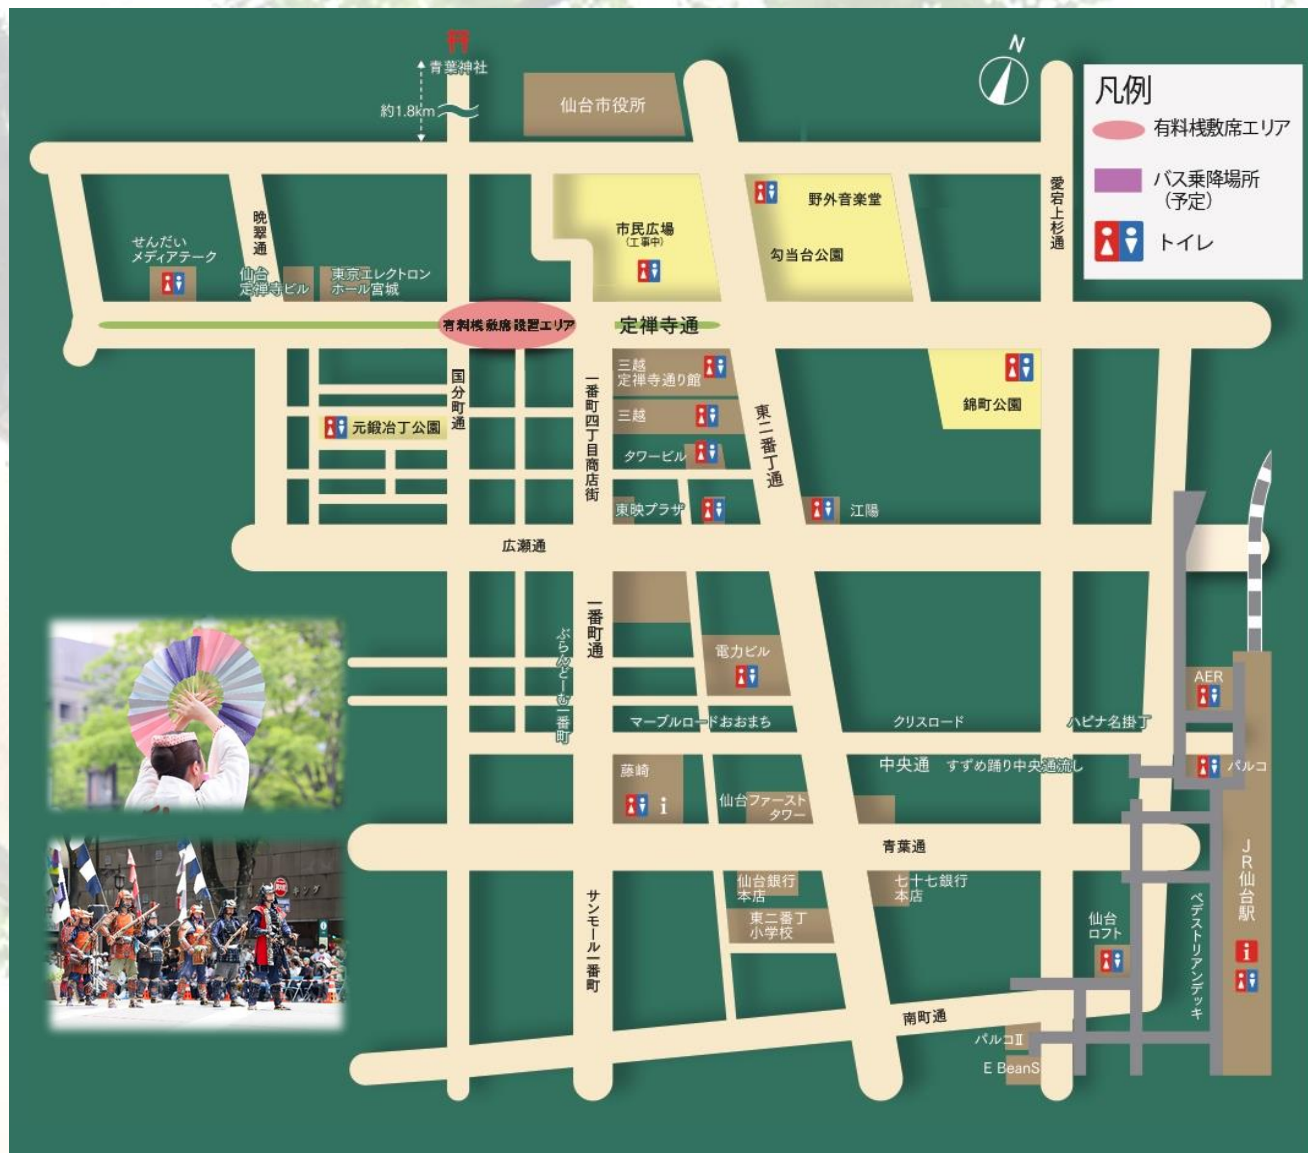 青葉神社
約1.8km
仙台市役所
N
凡例
有料桟敷席エリア
バス乗降場所
(予定)
トイレ
晩翠通
愛宕上杉通
せんだい
メディアテーク
仙台
定禅寺ビル
東京エレクトロン
ホール宮城
市民広場
(工事中)
野外音楽堂
勾当台公園
有料桟敷席設置エリア
定禅寺通
国分町通
一番町四丁目商店街
三越
定禅寺通り館
三越
タワービル
東映プラザ
東二番丁通
錦町公園
元鍛冶丁公園
江陽
広瀬通
一番町通
ぶらんどーむ一番町
電力ビル
AER
マーブルロードおおまち
クリスロード
ハピナ名掛丁
中央通
すずめ踊り中央通流し
パルコ
藤崎
i
仙台ファースト
タワー
青葉通
JR仙台駅
i
仙台銀行
本店
七十七銀行
本店
東二番丁
小学校
サンモール一番町
仙台
ロフト
ペデストリアンデッキ
南町通
パルコⅡ
E BeanS